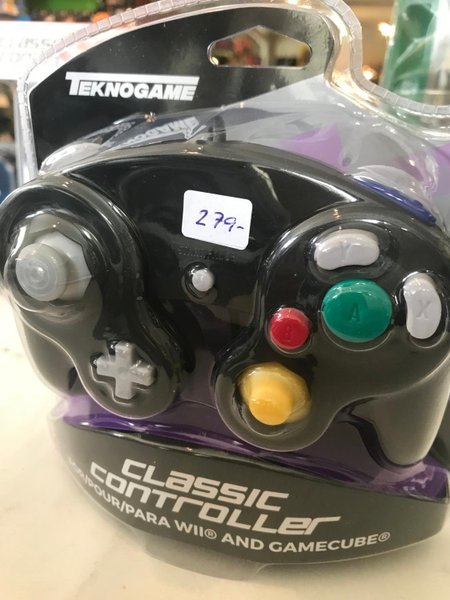 TEKNOGAME
279-
Y
A
X
B
CLASSIC
CONTROLLER
FOR/POUR/PARA WII® AND GAMECUBE®